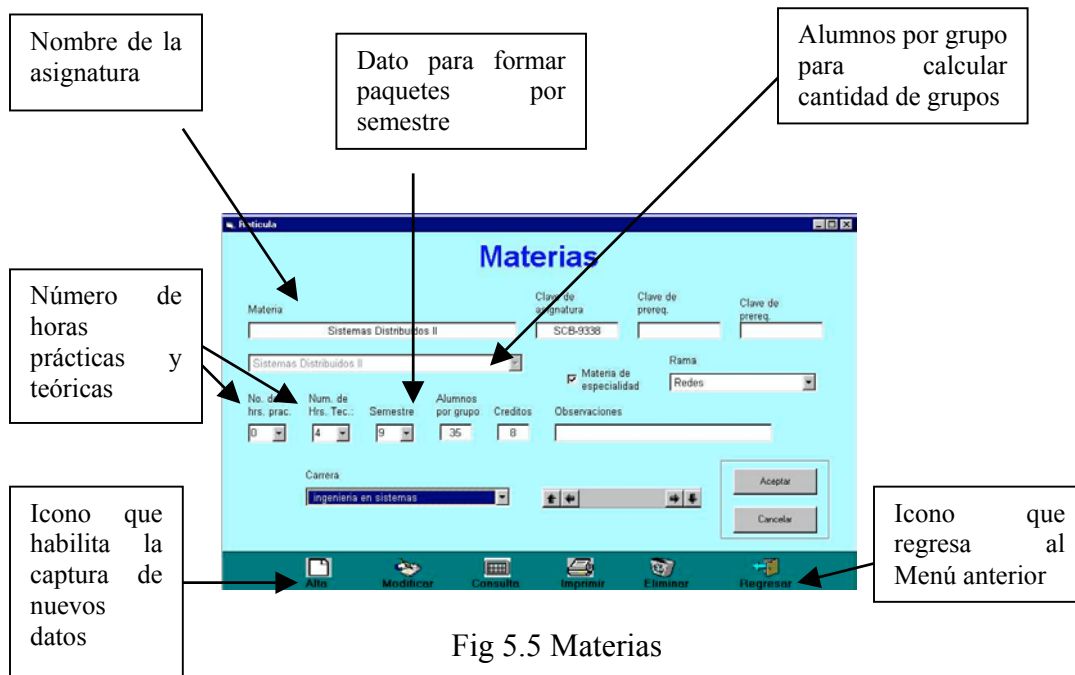 Nombre de la
asignatura
Dato para formar
paquetes por
semestre
Alumnos por grupo
para calcular
cantidad de grupos
Número de
horas
prácticas y
teóricas
Icono que
habilita la
captura de
nuevos
datos
Icono que
regresa al
Menú anterior
Reticula
Materias
Materia
Clave de
asignatura
Clave de
prereq.
Clave de
prereq.
Sistemas Distribuidos II
SCB-9338
Sistemas Distribuidos II
Materia de
especialidad
Rama
Redes
No. de
hrs. prac.
Num. de
Hrs. Tec.:
Semestre
Alumnos
por grupo
Creditos
Observaciones
0
4
9
35
8
Carrera
ingenieria en sistemas
Aceptar
Cancelar
Alta
Modificar
Consulta
Imprimir
Eliminar
Regresar
Fig 5.5 Materias